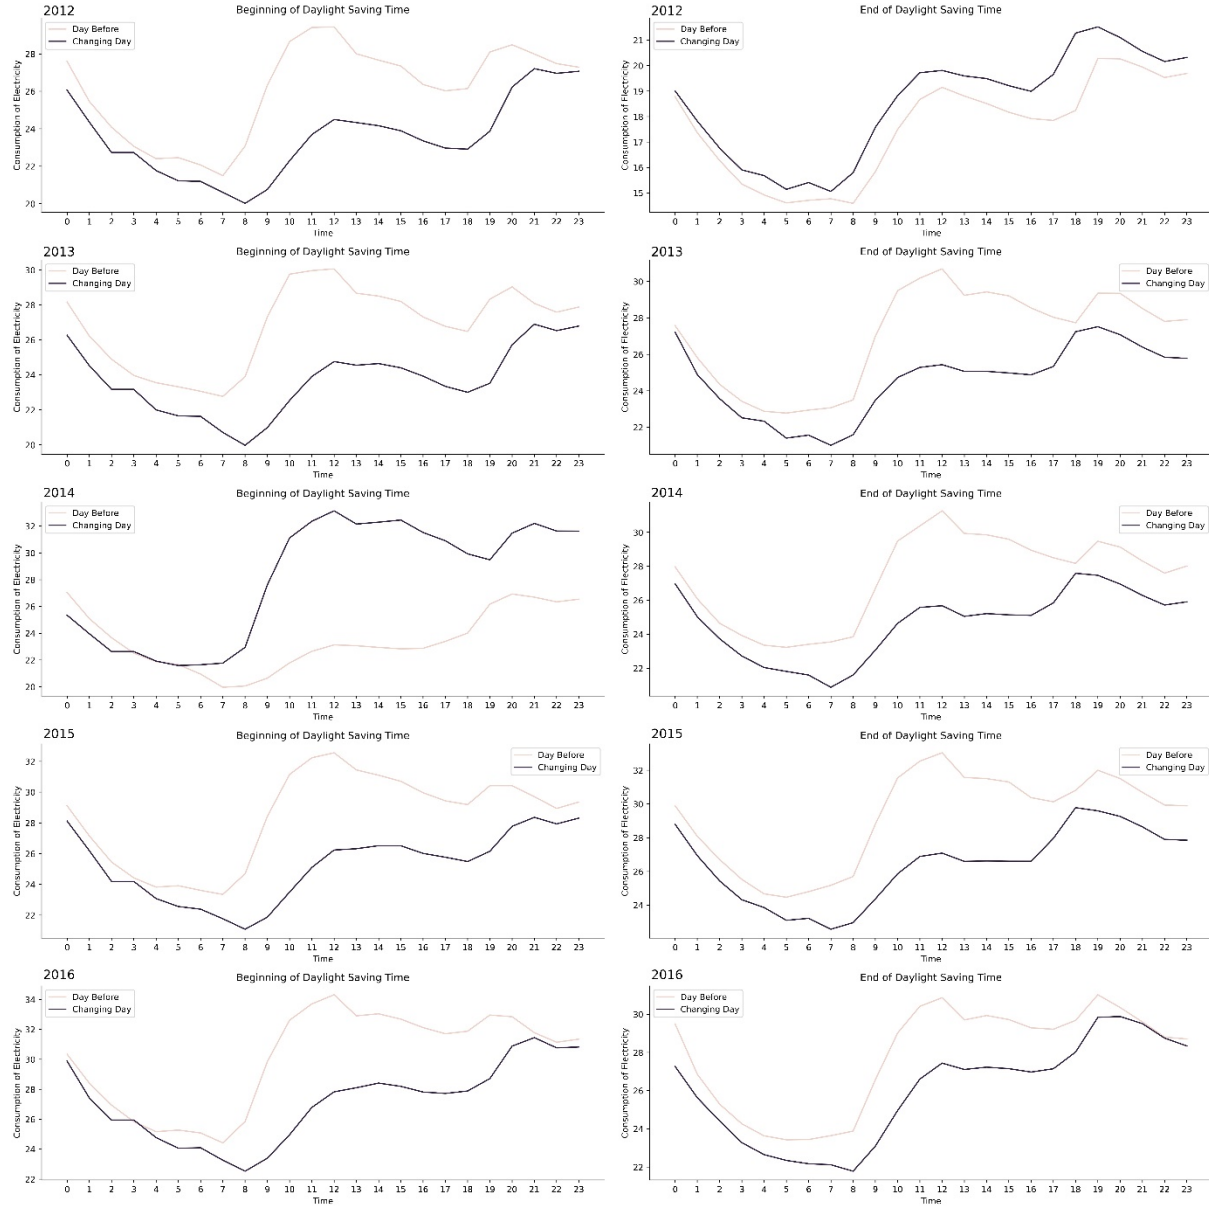 2012
Beginning of Daylight Saving Time
Day Before
Changing Day
Consumption of Electricity
28
26
24
22
20
0 1 2 3 4 5 6 7 8 9 10 11 12 13 14 15 16 17 18 19 20 21 22 23
Time
2012
End of Daylight Saving Time
Day Before
Changing Day
Consumption of Electricity
21
20
19
18
17
16
15
0 1 2 3 4 5 6 7 8 9 10 11 12 13 14 15 16 17 18 19 20 21 22 23
Time
2013
Beginning of Daylight Saving Time
Day Before
Changing Day
Consumption of Electricity
30
28
26
24
22
20
0 1 2 3 4 5 6 7 8 9 10 11 12 13 14 15 16 17 18 19 20 21 22 23
Time
2013
End of Daylight Saving Time
Day Before
Changing Day
Consumption of Electricity
30
28
26
24
22
0 1 2 3 4 5 6 7 8 9 10 11 12 13 14 15 16 17 18 19 20 21 22 23
Time
2014
Beginning of Daylight Saving Time
Day Before
Changing Day
Consumption of Electricity
32
30
28
26
24
22
20
0 1 2 3 4 5 6 7 8 9 10 11 12 13 14 15 16 17 18 19 20 21 22 23
Time
2014
End of Daylight Saving Time
Day Before
Changing Day
Consumption of Electricity
30
28
26
24
22
0 1 2 3 4 5 6 7 8 9 10 11 12 13 14 15 16 17 18 19 20 21 22 23
Time
2015
Beginning of Daylight Saving Time
Day Before
Changing Day
Consumption of Electricity
32
30
28
26
24
22
0 1 2 3 4 5 6 7 8 9 10 11 12 13 14 15 16 17 18 19 20 21 22 23
Time
2015
End of Daylight Saving Time
Day Before
Changing Day
Consumption of Electricity
32
30
28
26
24
0 1 2 3 4 5 6 7 8 9 10 11 12 13 14 15 16 17 18 19 20 21 22 23
Time
2016
Beginning of Daylight Saving Time
Day Before
Changing Day
Consumption of Electricity
34
32
30
28
26
24
22
0 1 2 3 4 5 6 7 8 9 10 11 12 13 14 15 16 17 18 19 20 21 22 23
Time
2016
End of Daylight Saving Time
Day Before
Changing Day
Consumption of Electricity
30
28
26
24
22
0 1 2 3 4 5 6 7 8 9 10 11 12 13 14 15 16 17 18 19 20 21 22 23
Time